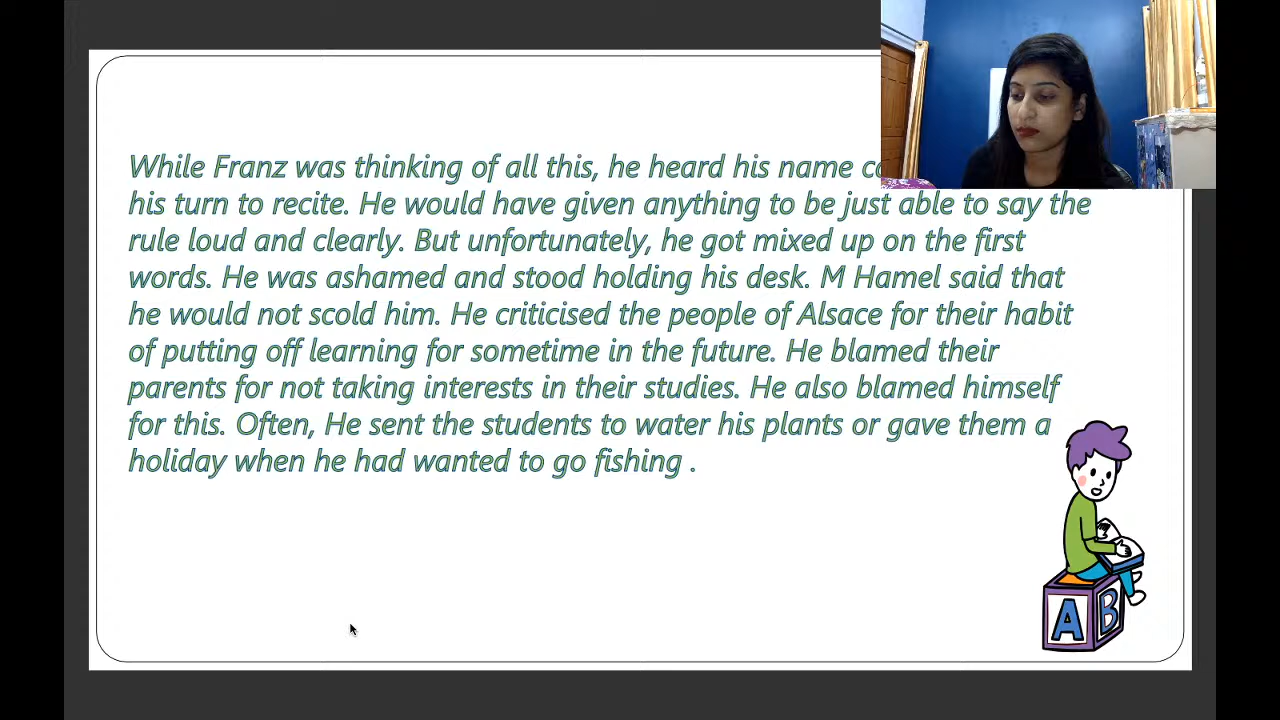 While Franz was thinking of all this, he heard his name
his turn to recite. He would have given anything to be just able to say the
rule loud and clearly. But unfortunately, he got mixed up on the first
words. He was ashamed and stood holding his desk. M Hamel said that
he would not scold him. He criticised the people of Alsace for their habit
of putting off learning for sometime in the future. He blamed their
parents for not taking interests in their studies. He also blamed himself
for this. Often, He sent the students to water his plants or gave them a
holiday when he had wanted to go fishing .
A B